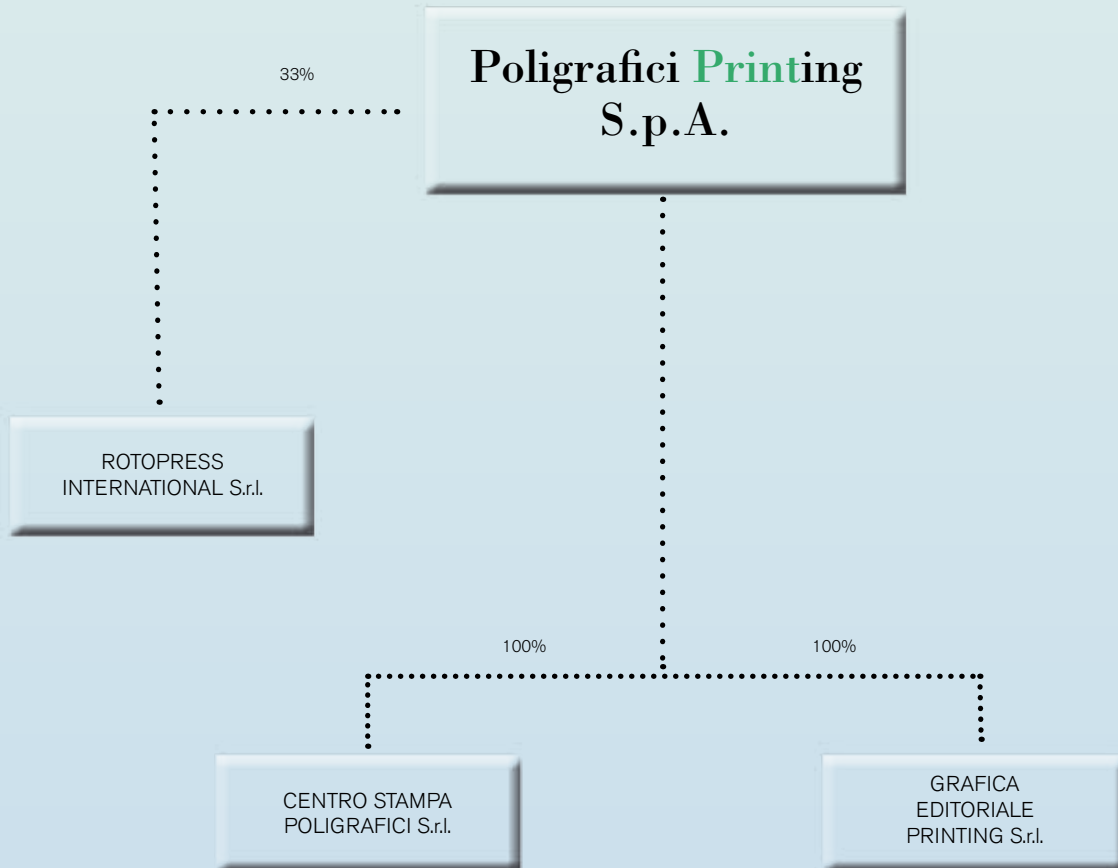 Poligrafici Printing
S.p.A.
33%
ROTOPRESS
INTERNATIONAL S.r.l.
100%
100%
CENTRO STAMPA
POLIGRAFICI S.r.l.
GRAFICA
EDITORIALE
PRINTING S.r.l.